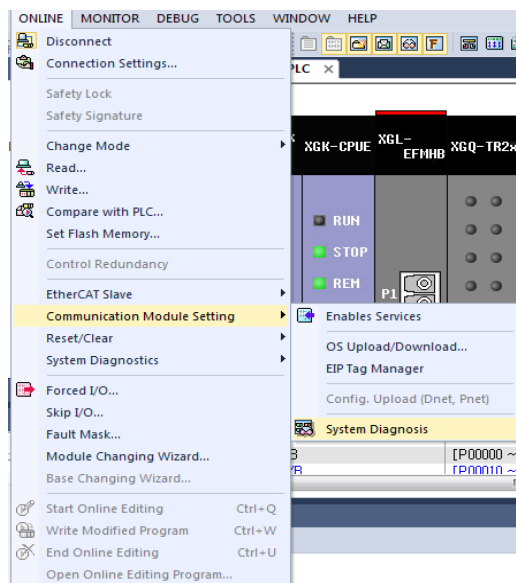 ONLINE MONITOR DEBUG TOOLS WINDOW HELP
Disconnect
Connection Settings...
Safety Lock
Safety Signature
Change Mode
Read...
Write...
Compare with PLC...
Set Flash Memory...
Control Redundancy
EtherCAT Slave
Communication Module Setting
Reset/Clear
System Diagnostics
Forced I/O...
Skip I/O...
Fault Mask...
Module Changing Wizard...
Base Changing Wizard...
Start Online Editing Ctrl+Q
Write Modified Program Ctrl+W
End Online Editing Ctrl+U
Open Online Editing Program...
Enables Services
OS Upload/Download...
EIP Tag Manager
Config. Upload (Dnet, Pnet)
System Diagnosis
PLC
XGK-CPUE
XGL-
EFMHB
XGQ-TR2
RUN
STOP
REM
P1
[P00000 ~
[P00010 ~